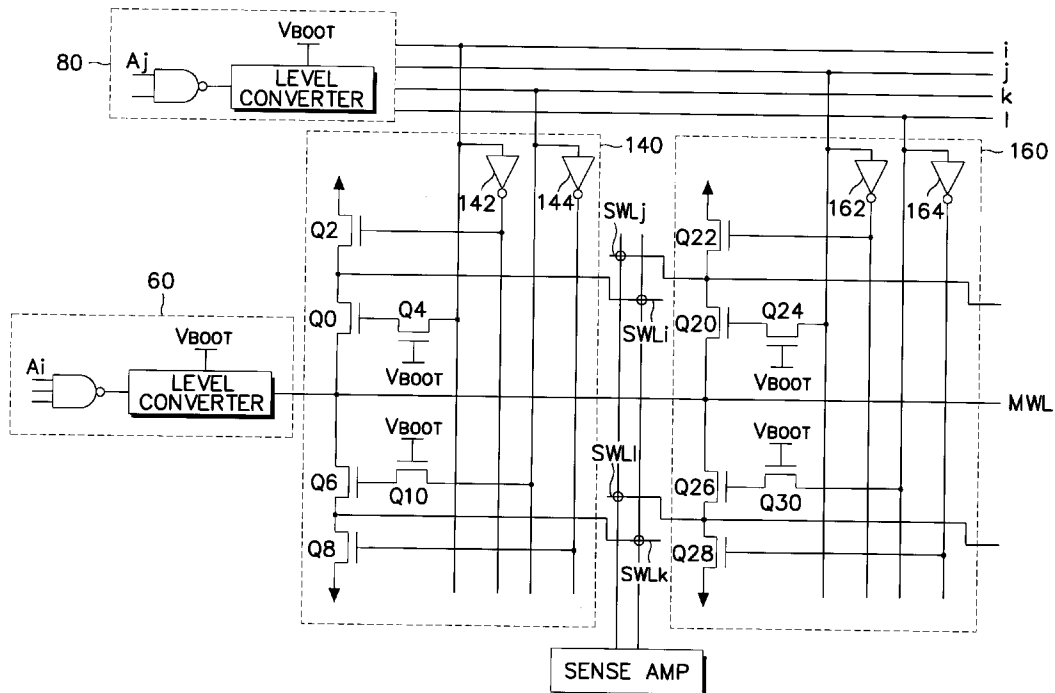 VBOOT
80
Aj
LEVEL
CONVERTER
i
j
k
l
140
160
142
144
162
164
SWLj
Q2
Q22
60
Q0
Q4
SWLi
Q20
Q24
VBOOT
Ai
LEVEL
CONVERTER
VBOOT
VBOOT
MWL
VBOOT
VBOOT
SWLl
Q6
Q10
Q26
Q30
Q8
SWLk
Q28
SENSE AMP